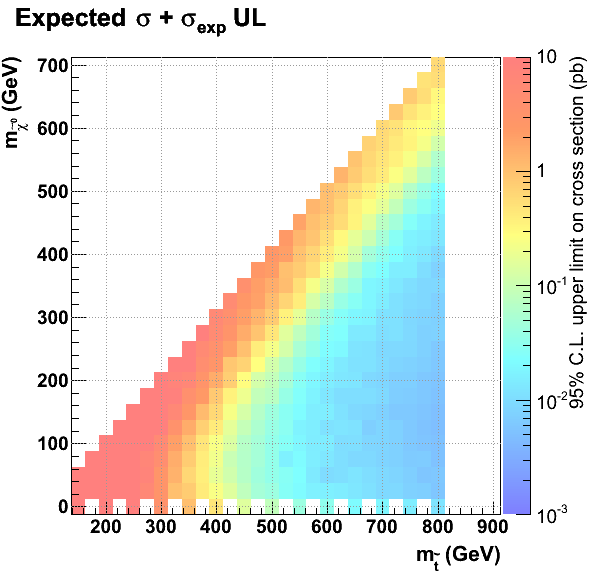 Expected σ + σexp UL
mχ̃⁰ (GeV)
700
600
500
400
300
200
100
0
200 300 400 500 600 700 800 900
mt̃ (GeV)
10
1
10⁻¹
10⁻²
10⁻³
95% C.L. upper limit on cross section (pb)